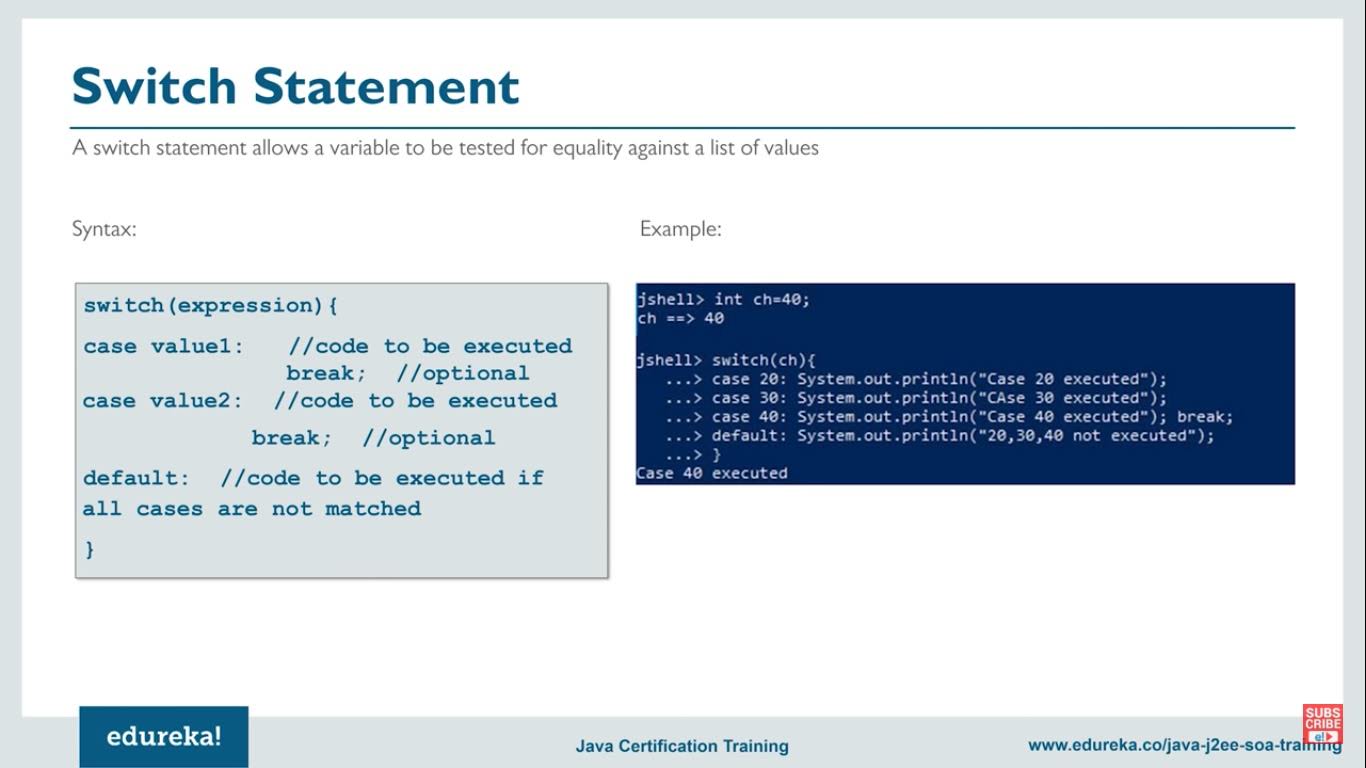 Switch Statement
A switch statement allows a variable to be tested for equality against a list of values
Syntax:
switch(expression){
case value1: //code to be executed
break; //optional
case value2: //code to be executed
break; //optional
default: //code to be executed if
all cases are not matched
}
Example:
jshell> int ch=40;
ch ==> 40
jshell> switch(ch){
...> case 20: System.out.println("Case 20 executed");
...> case 30: System.out.println("CAse 30 executed");
...> case 40: System.out.println("Case 40 executed"); break;
...> default: System.out.println("20,30,40 not executed");
...> }
Case 40 executed
edureka!
Java Certification Training
www.edureka.co/java-j2ee-soa-training
SUBS
CRIBE
e!